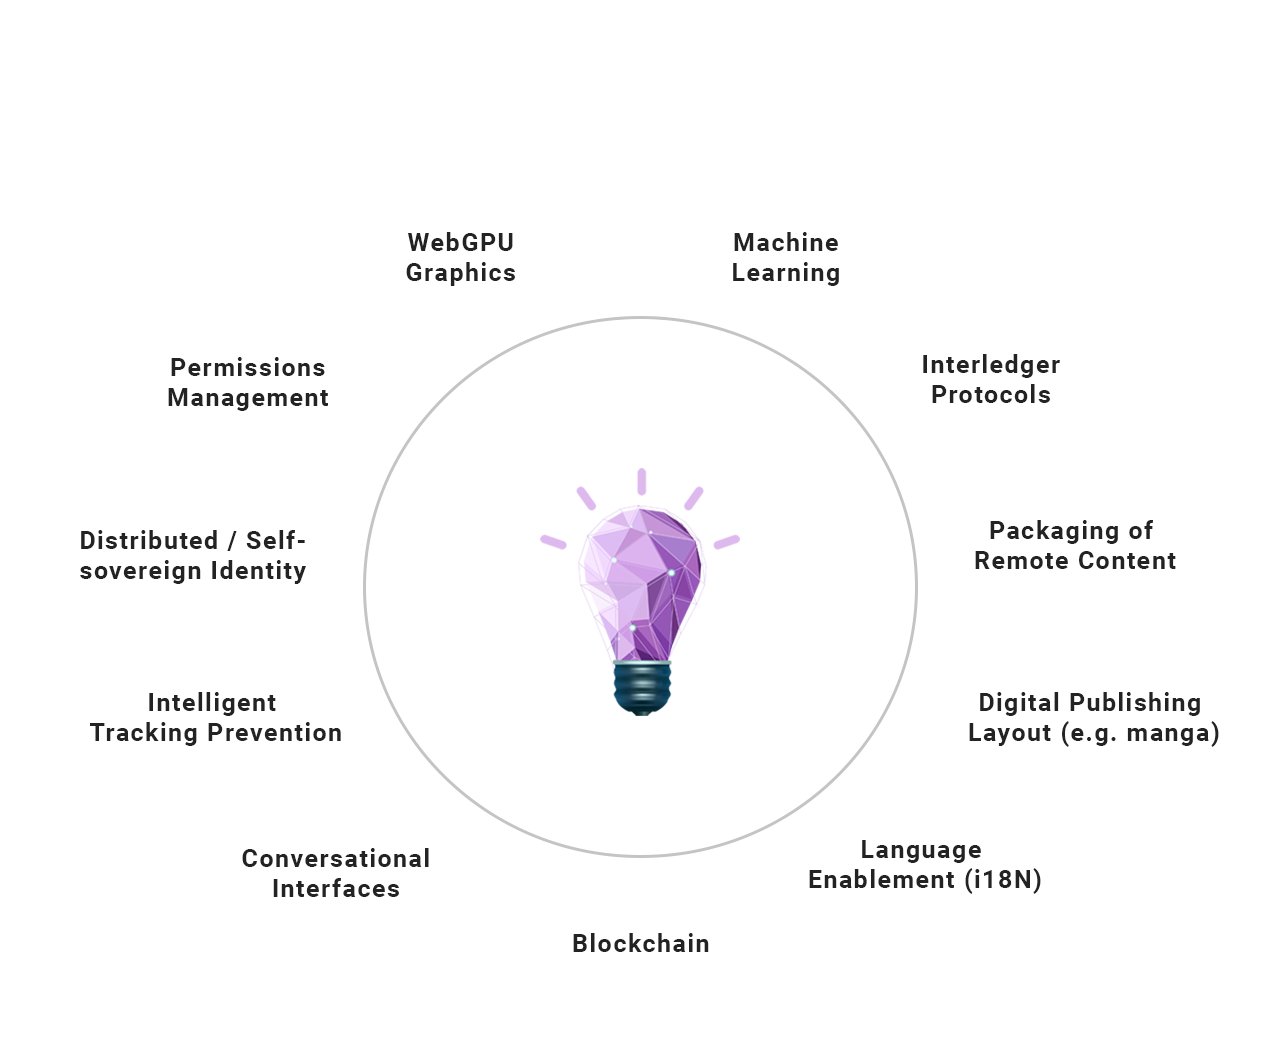 WebGPU
Graphics
Machine
Learning
Permissions
Management
Interledger
Protocols
Distributed / Self-
sovereign Identity
Packaging of
Remote Content
Intelligent
Tracking Prevention
Digital Publishing
Layout (e.g. manga)
Conversational
Interfaces
Language
Enablement (i18N)
Blockchain